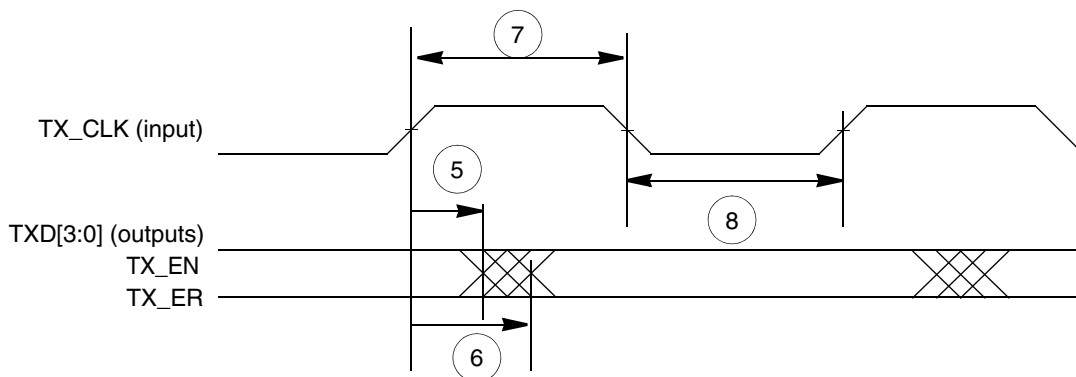 7
TX_CLK (input)
5
8
TXD[3:0] (outputs)
TX_EN
TX_ER
6